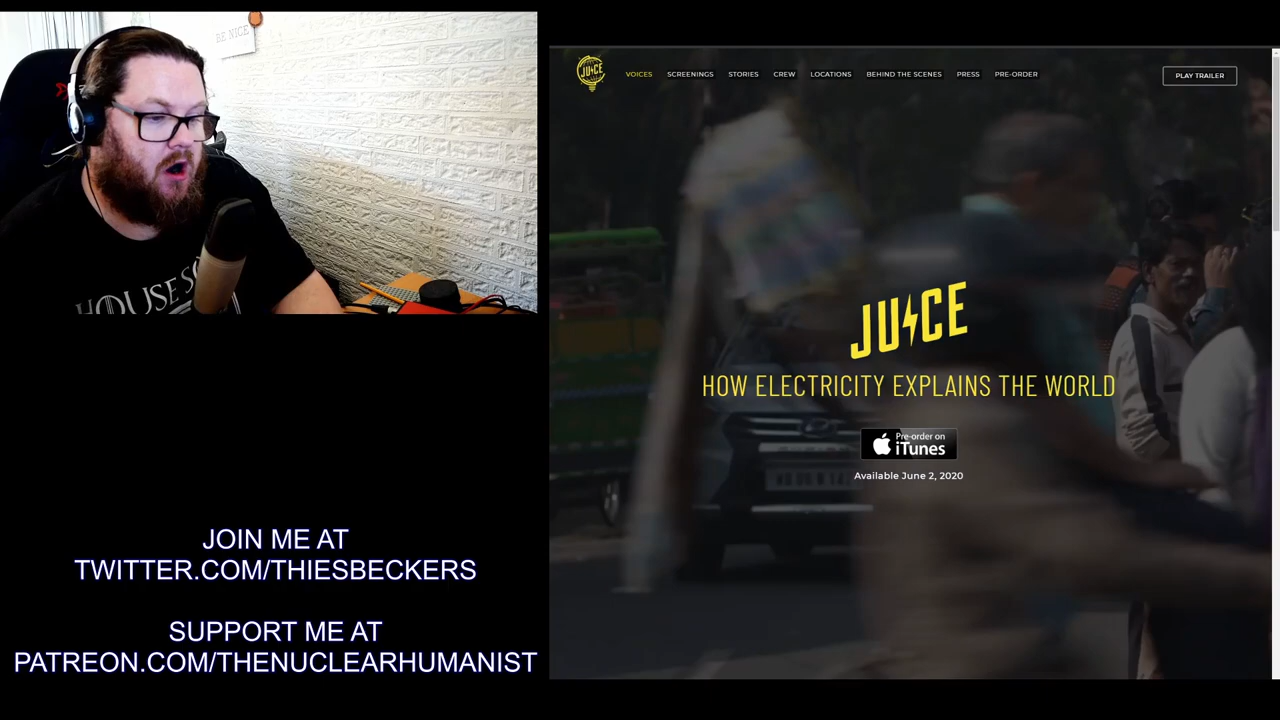 BE NICE
HOUSE
JOIN ME AT
TWITTER.COM/THIESBECKERS
SUPPORT ME AT
PATREON.COM/THENUCLEARHUMANIST
JUICE
VOICES SCREENINGS STORIES CREW LOCATIONS BEHIND THE SCENES PRESS PRE-ORDER
PLAY TRAILER
JUICE
HOW ELECTRICITY EXPLAINS THE WORLD
Pre-order on
iTunes
Available June 2, 2020